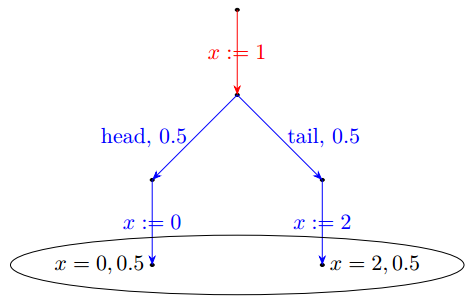 x := 1
head, 0.5
tail, 0.5
x := 0
x := 2
x = 0, 0.5
x = 2, 0.5